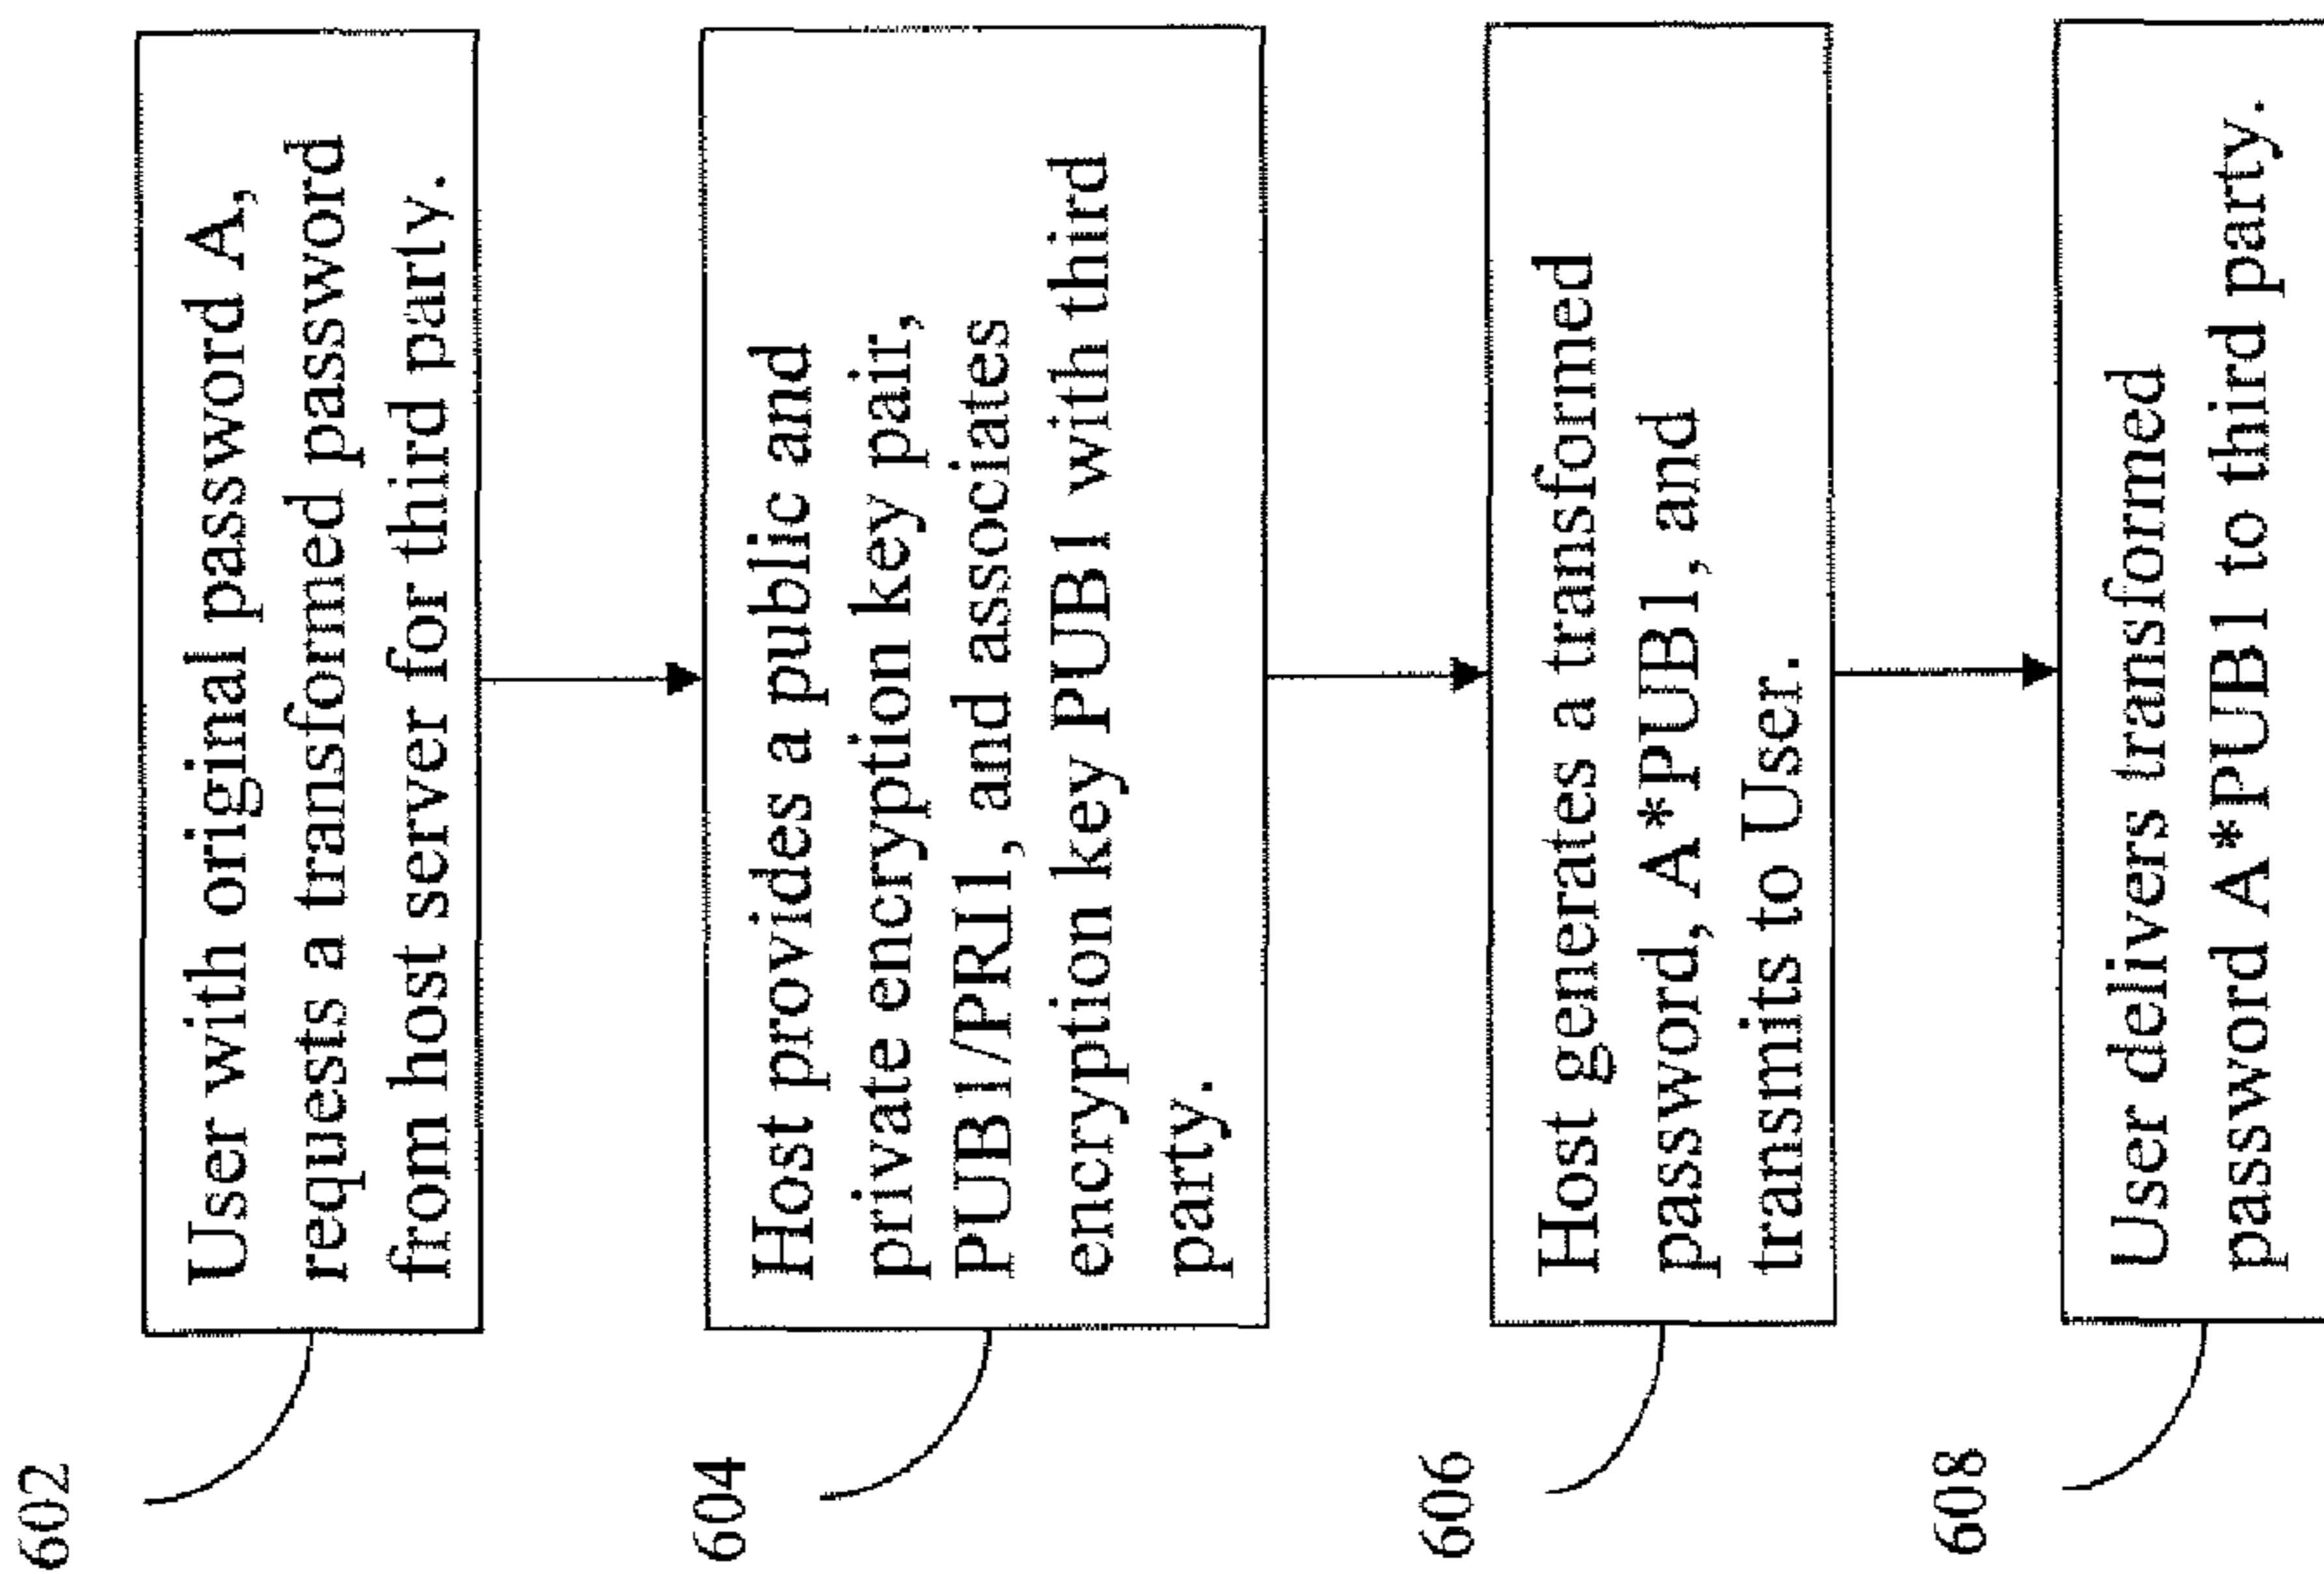 602
User with original password A,
requests a transformed password
from host server for third party.
604
Host provides a public and
private encryption key pair,
PUB1/PRI1, and associates
encryption key PUB1 with third
party.
606
Host generates a transformed
password, A*PUB1, and
transmits to User.
608
User delivers transformed
password A*PUB1 to third party.